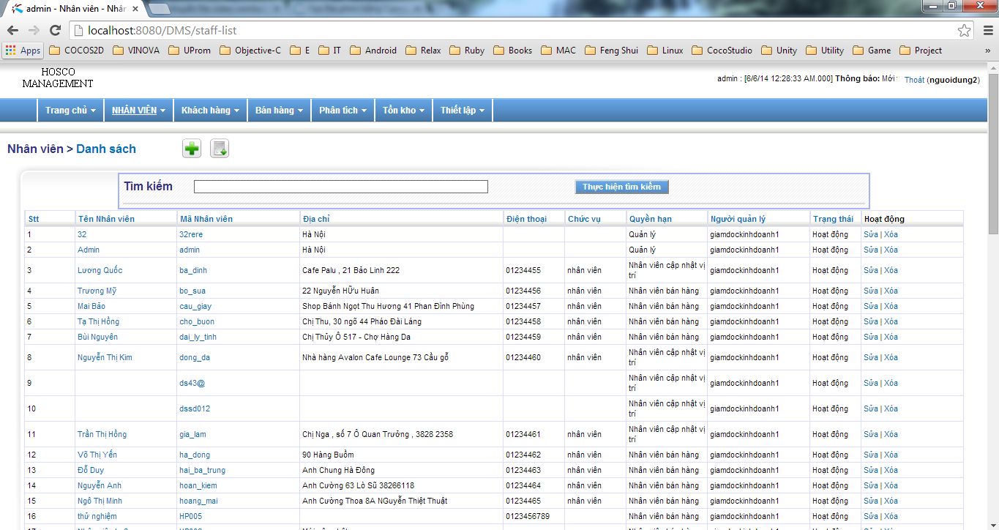 admin - Nhân viên - Nhân
localhost:8080/DMS/staff-list
Apps COCOS2D VINOVA UProm Objective-C E IT Android Relax Ruby Books MAC Feng Shui Linux CocoStudio Unity Utility Game Project »
HOSCO
MANAGEMENT
admin : [6/6/14 12:28:33 AM.000] Thông báo: Mới Thoát (nguoidung2)
Trang chủ NHÂN VIÊN Khách hàng Bán hàng Phân tích Tồn kho Thiết lập
Nhân viên > Danh sách
Tìm kiếm Thực hiện tìm kiếm
Stt Tên Nhân viên Mã Nhân viên Địa chỉ Điện thoại Chức vụ Quyền hạn Người quản lý Trạng thái Hoạt động
1 32 32rere Hà Nội Quản lý giamdockinhdoanh1 Hoạt động Sửa | Xóa
2 Admin admin Hà Nội Quản lý giamdockinhdoanh1 Hoạt động Sửa | Xóa
3 Lương Quốc ba_dinh Cafe Palu , 21 Bảo Linh 222 01234455 nhân viên Nhân viên cập nhật vị trí giamdockinhdoanh1 Hoạt động Sửa | Xóa
4 Trương Mỹ bo_sua 22 Nguyễn HỮu Huân 01234456 nhân viên Nhân viên bán hàng giamdockinhdoanh1 Hoạt động Sửa | Xóa
5 Mai Bảo cau_giay Shop Bánh Ngọt Thu Hương 41 Phan Đình Phùng 01234457 nhân viên Nhân viên bán hàng giamdockinhdoanh1 Hoạt động Sửa | Xóa
6 Tạ Thị Hồng cho_buon Chị Thu, 30 ngõ 44 Pháo Đài Láng 01234458 nhân viên Nhân viên bán hàng giamdockinhdoanh1 Hoạt động Sửa | Xóa
7 Bùi Nguyên dai_ly_tinh Chị Thủy Ô 517 - Chợ Hàng Da 01234459 nhân viên Nhân viên bán hàng giamdockinhdoanh1 Hoạt động Sửa | Xóa
8 Nguyễn Thị Kim dong_da Nhà hàng Avalon Cafe Lounge 73 Cầu gỗ 01234460 nhân viên Nhân viên cập nhật vị trí giamdockinhdoanh1 Hoạt động Sửa | Xóa
9 ds43@ Nhân viên cập nhật vị trí giamdockinhdoanh1 Hoạt động Sửa | Xóa
10 dssd012 Nhân viên cập nhật vị trí giamdockinhdoanh1 Hoạt động Sửa | Xóa
11 Trần Thị Hồng gia_lam Chị Nga , số 7 Ô Quan Trưởng , 3828 2358 01234461 nhân viên Nhân viên cập nhật vị trí giamdockinhdoanh1 Hoạt động Sửa | Xóa
12 Võ Thị Yến ha_dong 90 Hàng Buồm 01234462 nhân viên Nhân viên bán hàng giamdockinhdoanh1 Hoạt động Sửa | Xóa
13 Đỗ Duy hai_ba_trung Anh Chung Hà Đông 01234463 nhân viên Nhân viên bán hàng giamdockinhdoanh1 Hoạt động Sửa | Xóa
14 Nguyễn Anh hoan_kiem Anh Cường 63 Lò Sũ 38266118 01234464 nhân viên Nhân viên bán hàng giamdockinhdoanh1 Hoạt động Sửa | Xóa
15 Ngô Thị Minh hoang_mai Anh Cường Thoa 8A NGuyễn Thiệt Thuật 01234465 nhân viên Nhân viên bán hàng giamdockinhdoanh1 Hoạt động Sửa | Xóa
16 thử nghiệm HP005 0123456789 Nhân viên bán hàng giamdockinhdoanh1 Hoạt động Sửa | Xóa